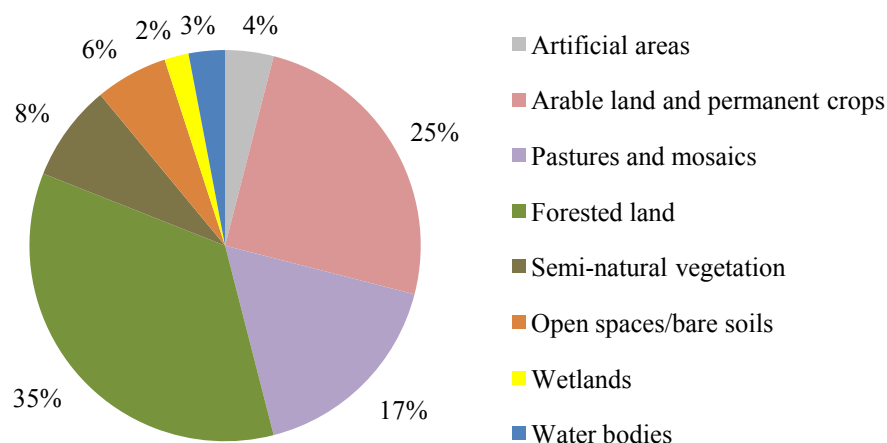 2%
3%
4%
6%
8%
25%
35%
17%
Artificial areas
Arable land and permanent crops
Pastures and mosaics
Forested land
Semi-natural vegetation
Open spaces/bare soils
Wetlands
Water bodies